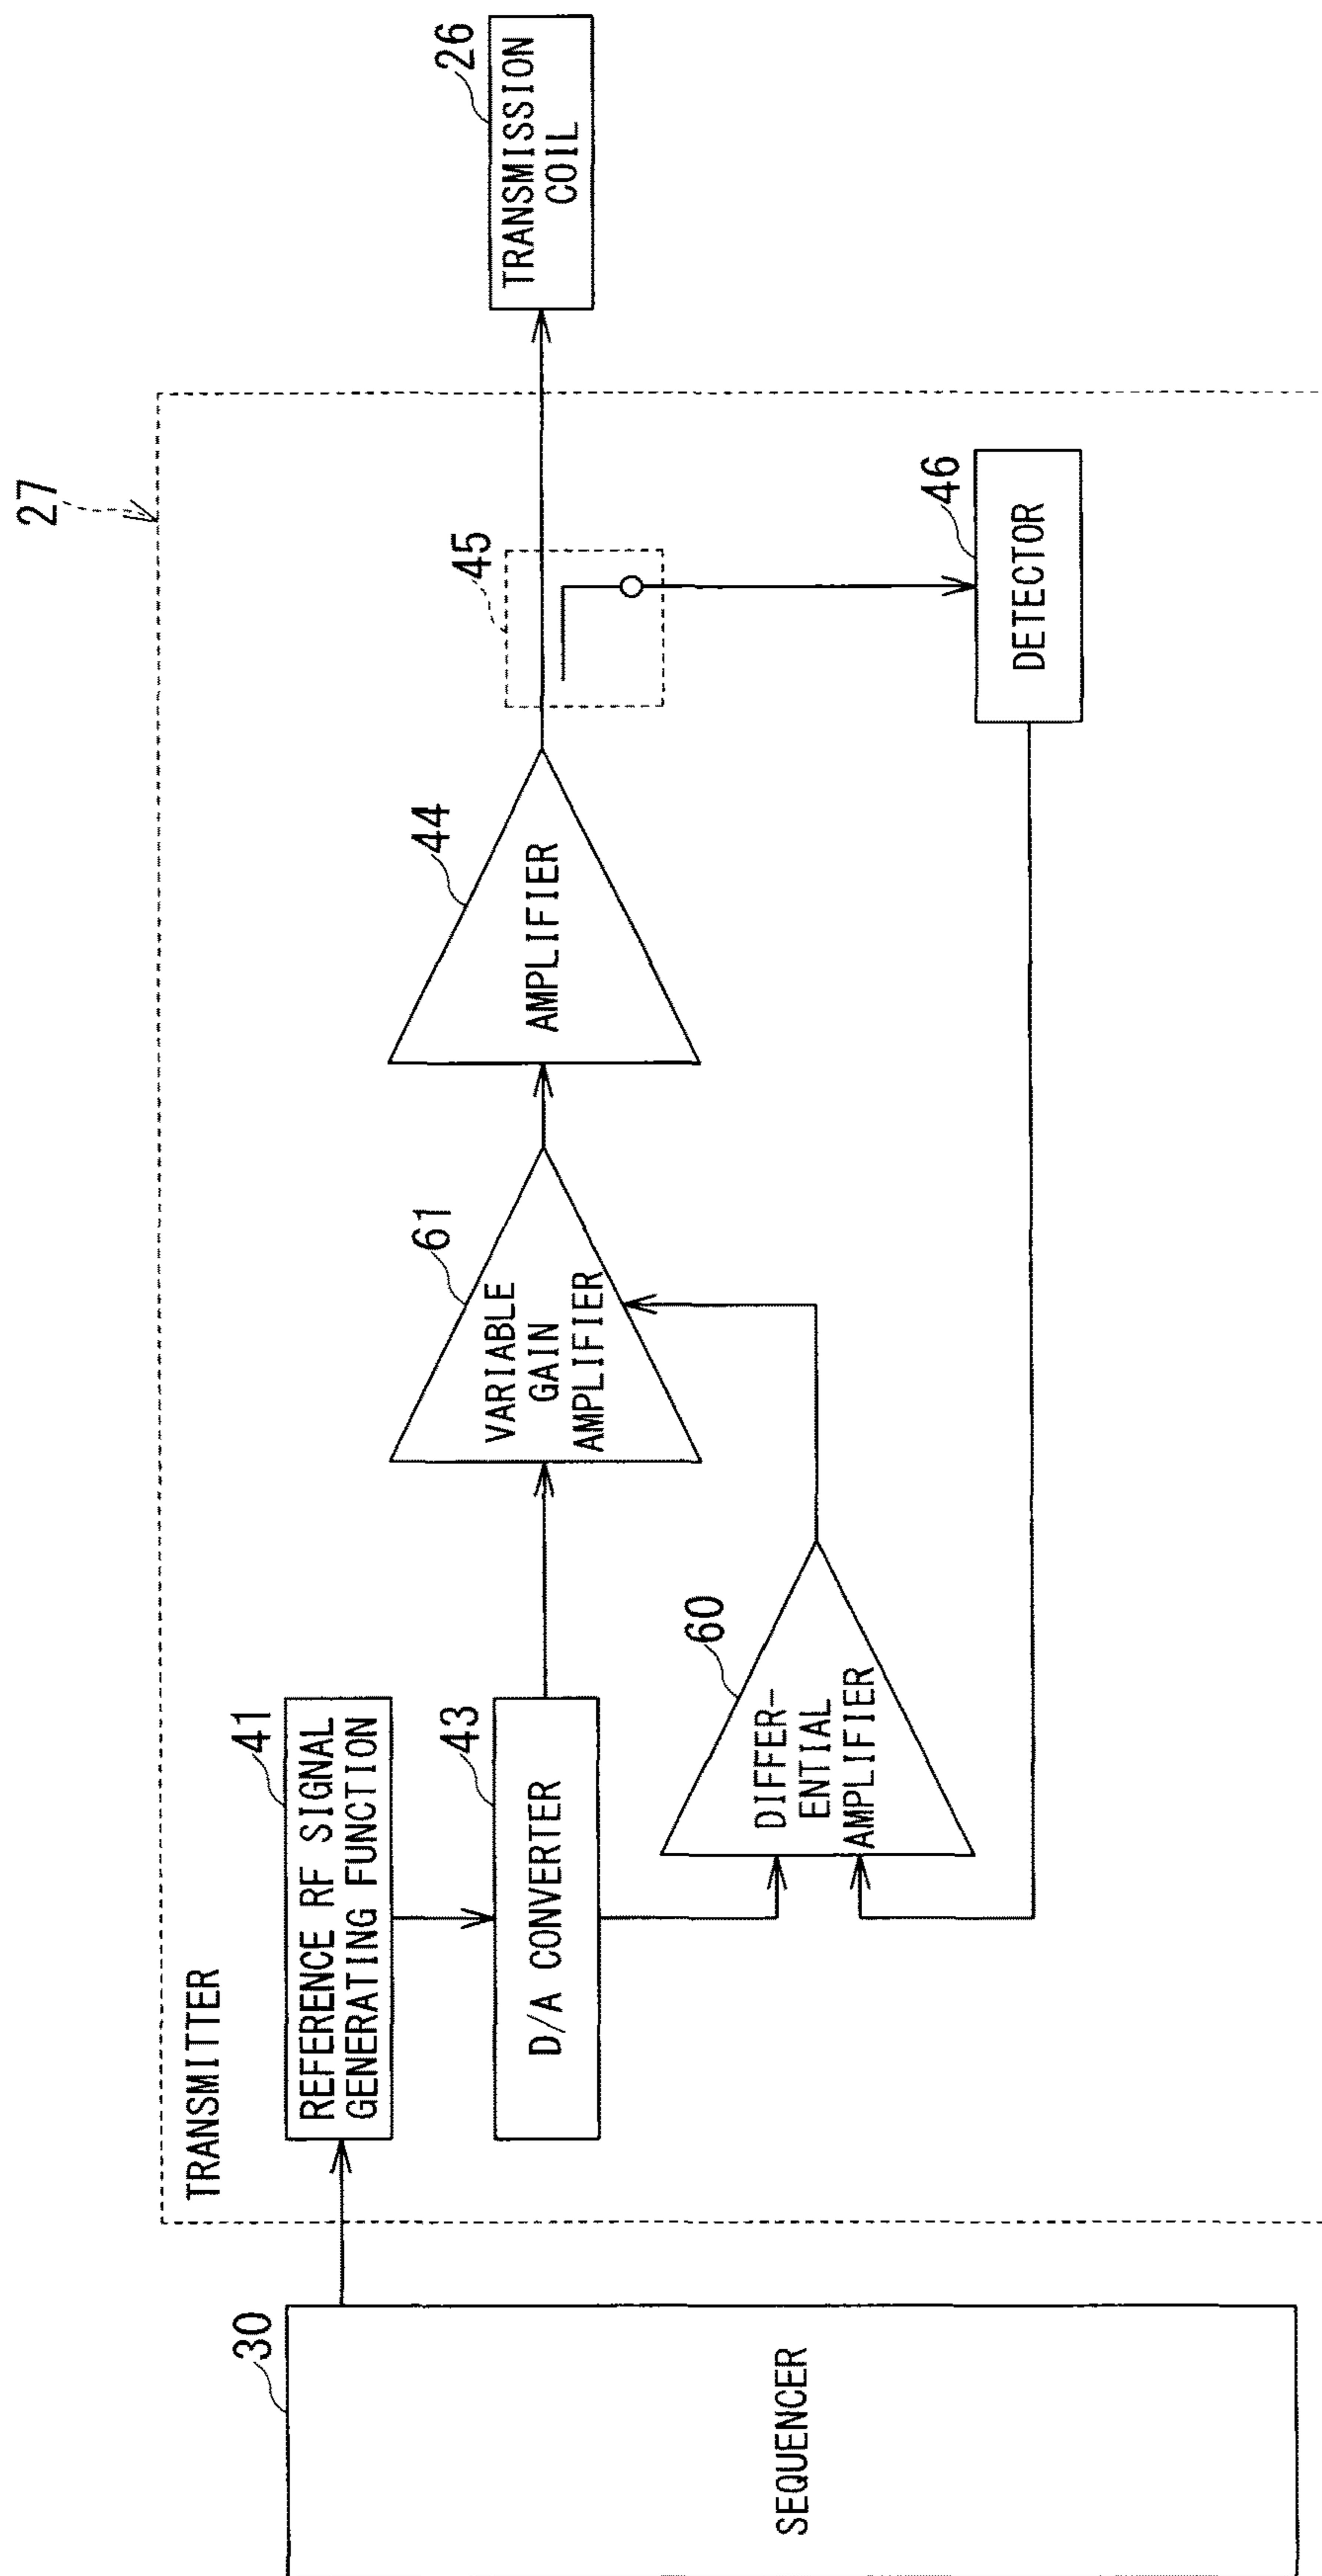 27
TRANSMITTER
30
SEQUENCER
41
REFERENCE RF SIGNAL
GENERATING FUNCTION
43
D/A CONVERTER
60
DIFFER-
ENTIAL
AMPLIFIER
61
VARIABLE
GAIN
AMPLIFIER
44
AMPLIFIER
45
46
DETECTOR
26
TRANSMISSION
COIL